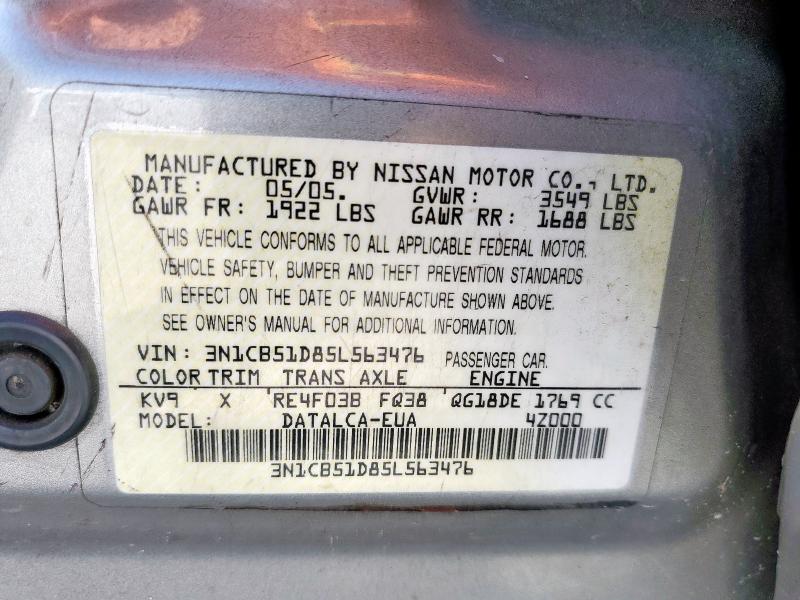 MANUFACTURED BY NISSAN MOTOR CO., LTD.
DATE: 05/05. GVWR: 3549 LBS
GAWR FR: 1922 LBS GAWR RR: 1688 LBS
THIS VEHICLE CONFORMS TO ALL APPLICABLE FEDERAL MOTOR
VEHICLE SAFETY, BUMPER AND THEFT PREVENTION STANDARDS
IN EFFECT ON THE DATE OF MANUFACTURE SHOWN ABOVE.
SEE OWNER'S MANUAL FOR ADDITIONAL INFORMATION.
VIN: 3N1CB51D85L563476 PASSENGER CAR
COLOR TRIM TRANS AXLE ENGINE
KV9 X RE4F03B FQ38 QG18DE 1769 CC
MODEL: DATALCA-EUA 4Z000
3N1CB51D85L563476